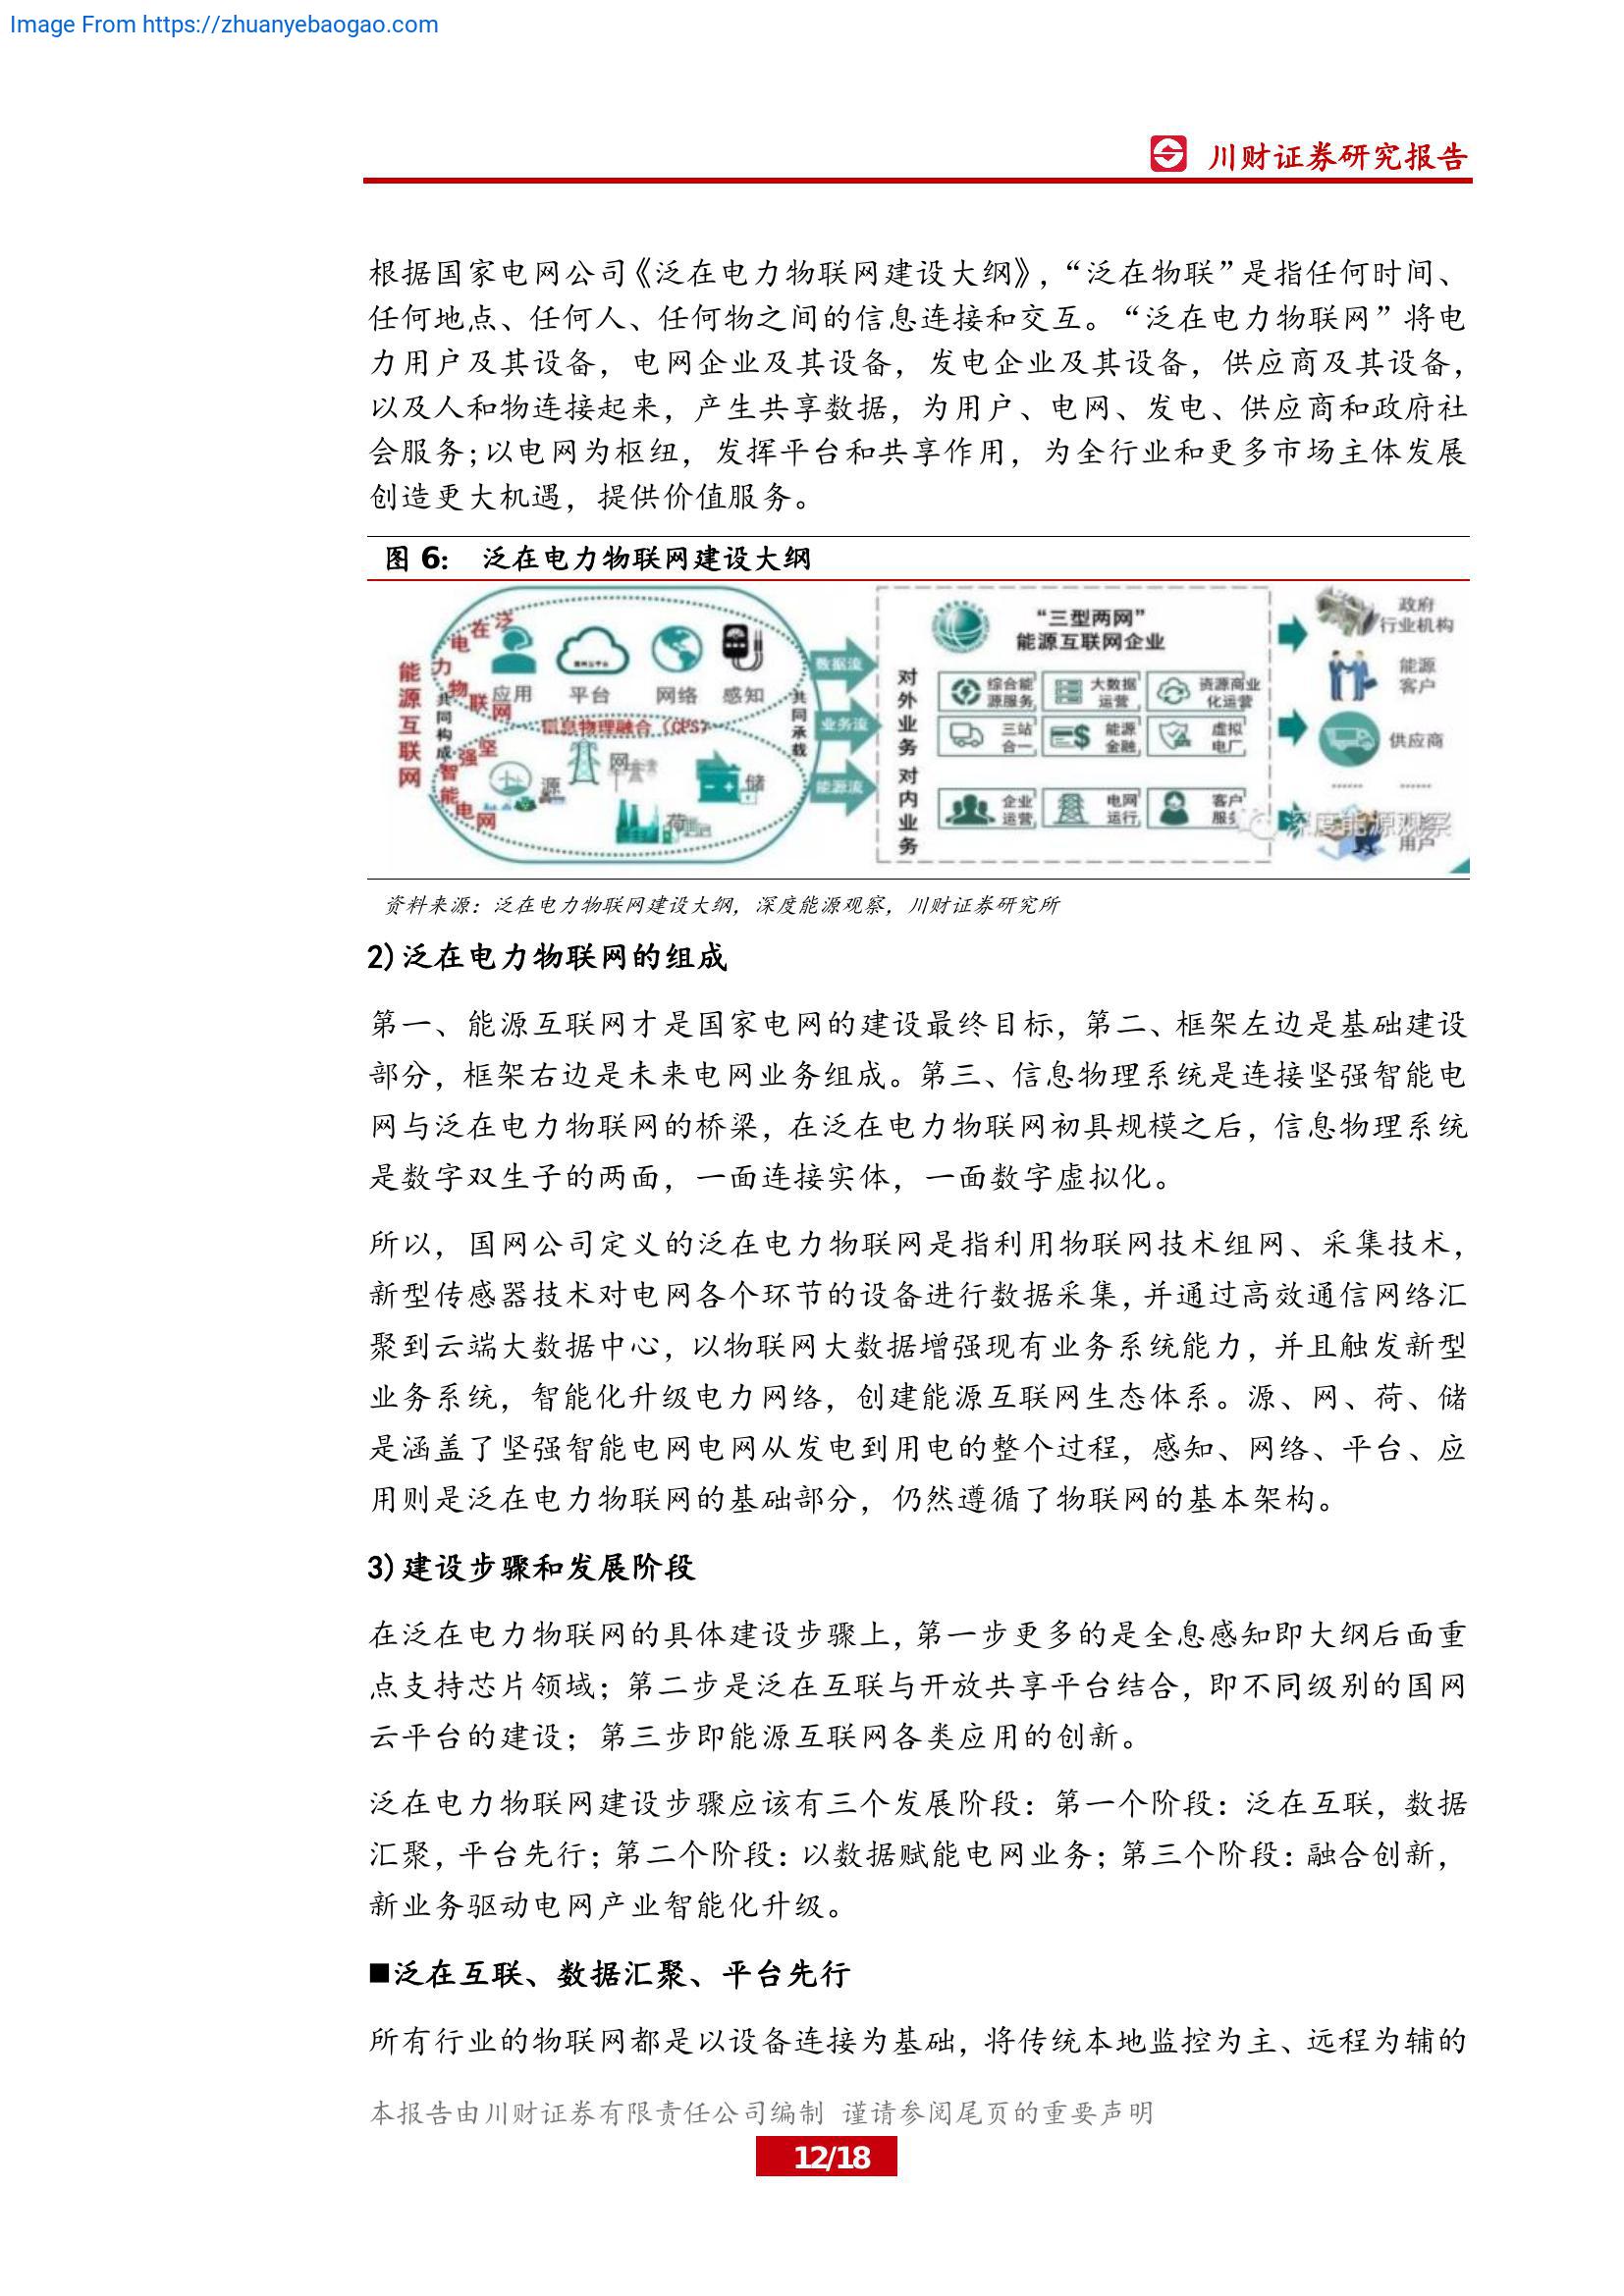 Image From https://zhuanyebaogao.com
川财证券研究报告
根据国家电网公司《泛在电力物联网建设大纲》，“泛在物联”是指任何时间、
任何地点、任何人、任何物之间的信息连接和交互。“泛在电力物联网”将电
力用户及其设备，电网企业及其设备，发电企业及其设备，供应商及其设备，
以及人和物连接起来，产生共享数据，为用户、电网、发电、供应商和政府社
会服务;以电网为枢纽，发挥平台和共享作用，为全行业和更多市场主体发展
创造更大机遇，提供价值服务。
图 6： 泛在电力物联网建设大纲
能源互联网
共同构成
泛在电力物联网
应用 平台 网络 感知
信息物理融合（CPS）
坚强智能电网
源 网 荷 储
共同承载
数据流
业务流
能源流
“三型两网”
能源互联网企业
对外业务
综合能源服务
大数据运营
资源商业化运营
三站合一
能源金融
虚拟电厂
对内业务
企业运营
电网运行
客户服
政府
行业机构
能源
客户
供应商
…… ……
用户
深度能源观察
资料来源：泛在电力物联网建设大纲，深度能源观察，川财证券研究所
2)泛在电力物联网的组成
第一、能源互联网才是国家电网的建设最终目标，第二、框架左边是基础建设
部分，框架右边是未来电网业务组成。第三、信息物理系统是连接坚强智能电
网与泛在电力物联网的桥梁，在泛在电力物联网初具规模之后，信息物理系统
是数字双生子的两面，一面连接实体，一面数字虚拟化。
所以，国网公司定义的泛在电力物联网是指利用物联网技术组网、采集技术，
新型传感器技术对电网各个环节的设备进行数据采集，并通过高效通信网络汇
聚到云端大数据中心，以物联网大数据增强现有业务系统能力，并且触发新型
业务系统，智能化升级电力网络，创建能源互联网生态体系。源、网、荷、储
是涵盖了坚强智能电网电网从发电到用电的整个过程，感知、网络、平台、应
用则是泛在电力物联网的基础部分，仍然遵循了物联网的基本架构。
3)建设步骤和发展阶段
在泛在电力物联网的具体建设步骤上，第一步更多的是全息感知即大纲后面重
点支持芯片领域；第二步是泛在互联与开放共享平台结合，即不同级别的国网
云平台的建设；第三步即能源互联网各类应用的创新。
泛在电力物联网建设步骤应该有三个发展阶段：第一个阶段：泛在互联，数据
汇聚，平台先行；第二个阶段：以数据赋能电网业务；第三个阶段：融合创新，
新业务驱动电网产业智能化升级。
■泛在互联、数据汇聚、平台先行
所有行业的物联网都是以设备连接为基础，将传统本地监控为主、远程为辅的
本报告由川财证券有限责任公司编制 谨请参阅尾页的重要声明
12/18